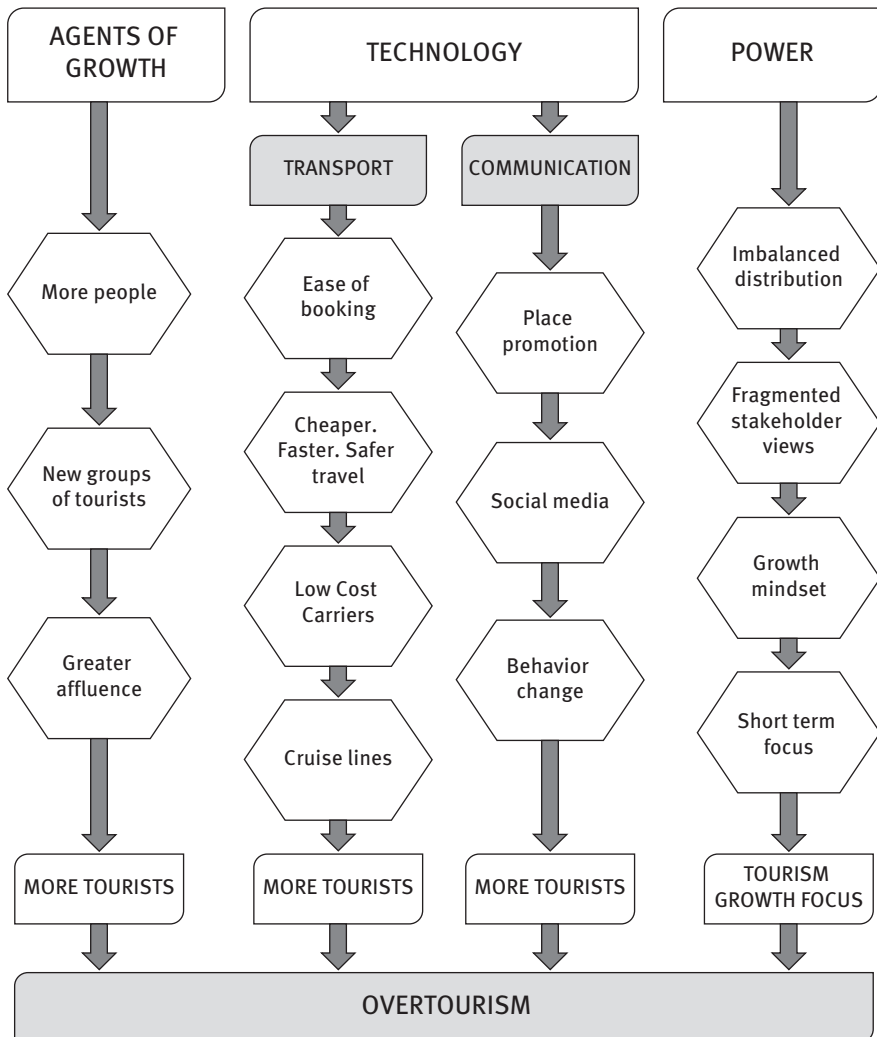 AGENTS OF
GROWTH
TECHNOLOGY
POWER
TRANSPORT
COMMUNICATION
More people
New groups
of tourists
Greater
affluence
MORE TOURISTS
Ease of
booking
Cheaper.
Faster. Safer
travel
Low Cost
Carriers
Cruise lines
MORE TOURISTS
Place
promotion
Social media
Behavior
change
MORE TOURISTS
Imbalanced
distribution
Fragmented
stakeholder
views
Growth
mindset
Short term
focus
TOURISM
GROWTH FOCUS
OVERTOURISM